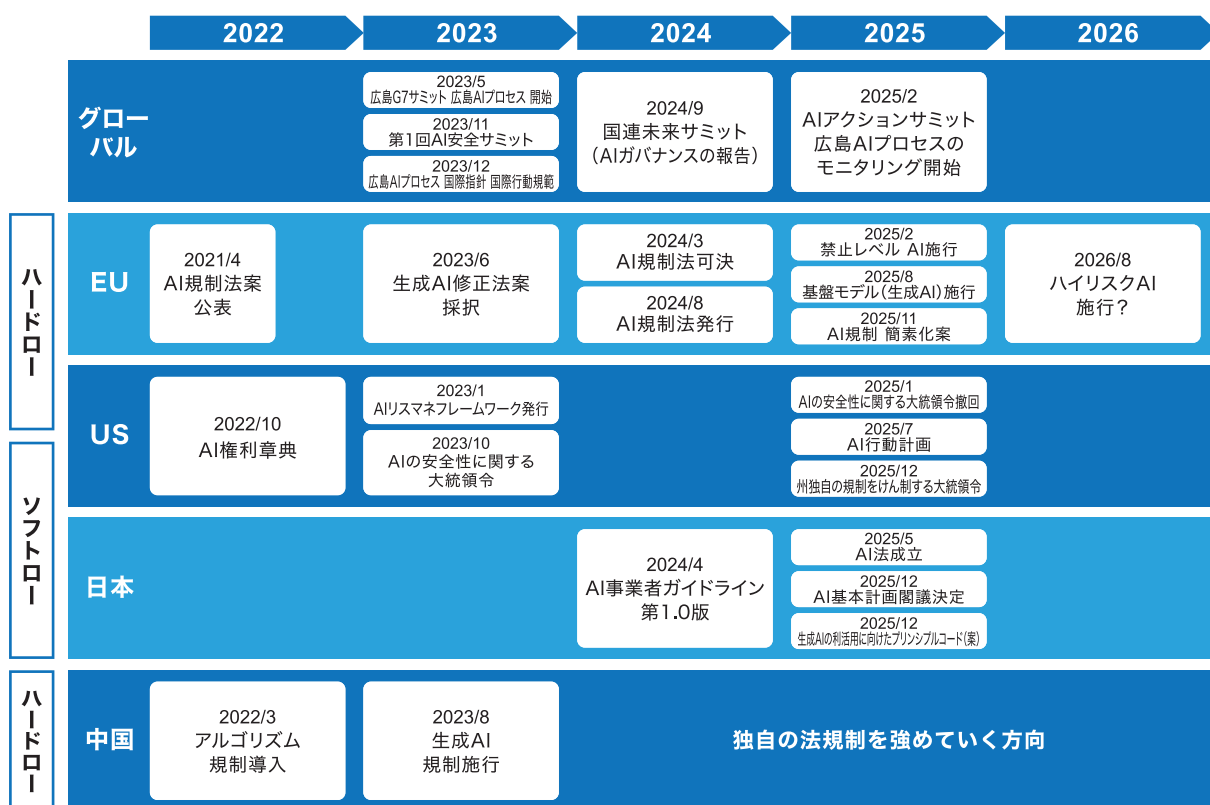 2022
2023
2024
2025
2026
グロー
バル
2023/5
広島G7サミット 広島AIプロセス 開始
2023/11
第1回AI安全サミット
2023/12
広島AIプロセス 国際指針 国際行動規範
2024/9
国連未来サミット
（AIガバナンスの報告）
2025/2
AIアクションサミット
広島AIプロセスの
モニタリング開始
ハードロー
EU
2021/4
AI規制法案
公表
2023/6
生成AI修正法案
採択
2024/3
AI規制法可決
2024/8
AI規制法発行
2025/2
禁止レベル AI施行
2025/8
基盤モデル（生成AI）施行
2025/11
AI規制 簡素化案
2026/8
ハイリスクAI
施行？
US
2022/10
AI権利章典
2023/1
AIリスマネフレームワーク発行
2023/10
AIの安全性に関する
大統領令
2025/1
AIの安全性に関する大統領令撤回
2025/7
AI行動計画
2025/12
州独自の規制をけん制する大統領令
ソフトロー
日本
2024/4
AI事業者ガイドライン
第1.0版
2025/5
AI法成立
2025/12
AI基本計画閣議決定
2025/12
生成AIの利活用に向けたプリンシプルコード（案）
ハードロー
中国
2022/3
アルゴリズム
規制導入
2023/8
生成AI
規制施行
独自の法規制を強めていく方向